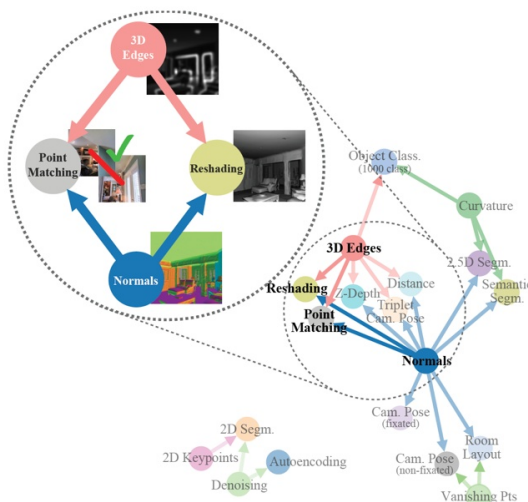 3D
Edges
Point
Matching
Reshading
Normals
Object Class.
(1000 class)
Curvature
3D Edges
2.5D Segm.
Distance
Semantic
Segm.
Reshading
Z-Depth
Triplet
Cam. Pose
Point
Matching
Normals
Cam. Pose
(fixated)
2D Segm.
Room
Layout
2D Keypoints
Autoencoding
Cam. Pose
(non-fixated)
Denoising
Vanishing Pts